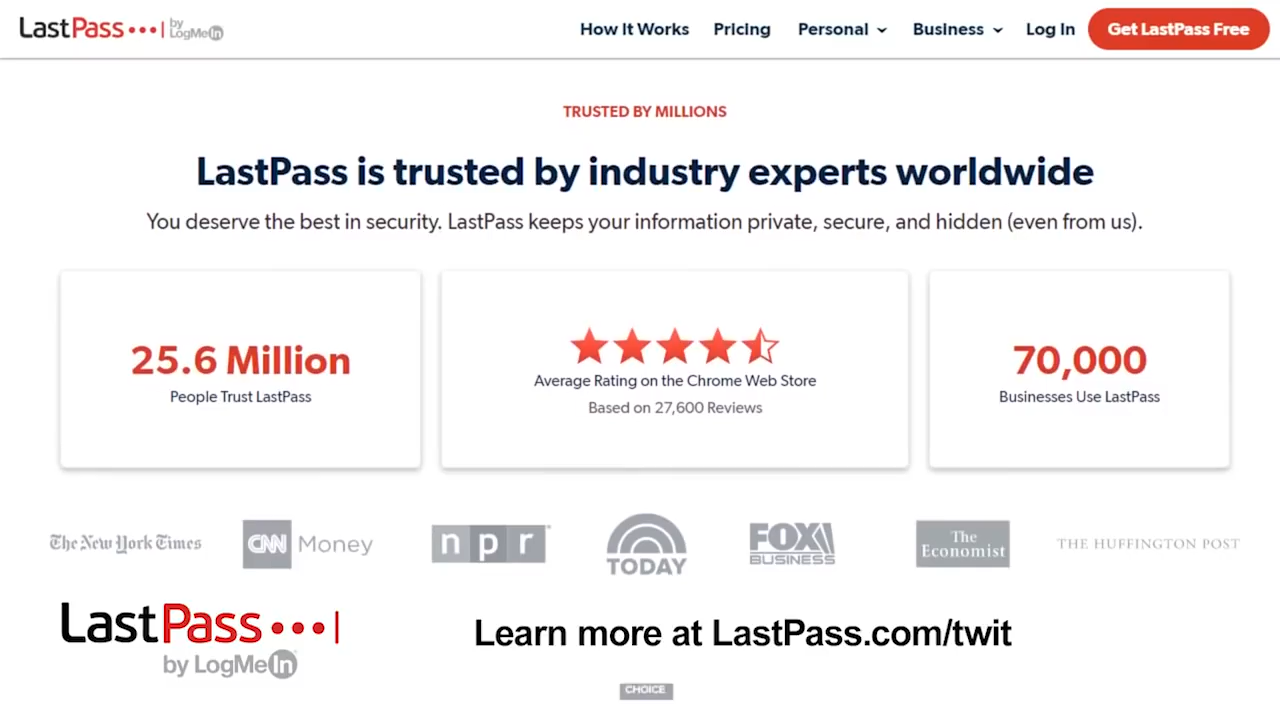 LastPass by LogMeIn How It Works Pricing Personal Business Log In Get LastPass Free
TRUSTED BY MILLIONS
LastPass is trusted by industry experts worldwide
You deserve the best in security. LastPass keeps your information private, secure, and hidden (even from us).
25.6 Million
People Trust LastPass
Average Rating on the Chrome Web Store
Based on 27,600 Reviews
70,000
Businesses Use LastPass
The New York Times
CNN Money
npr
TODAY
FOX
BUSINESS
The
Economist
THE HUFFINGTON POST
LastPass
by LogMeIn
Learn more at LastPass.com/twit
CHOICE